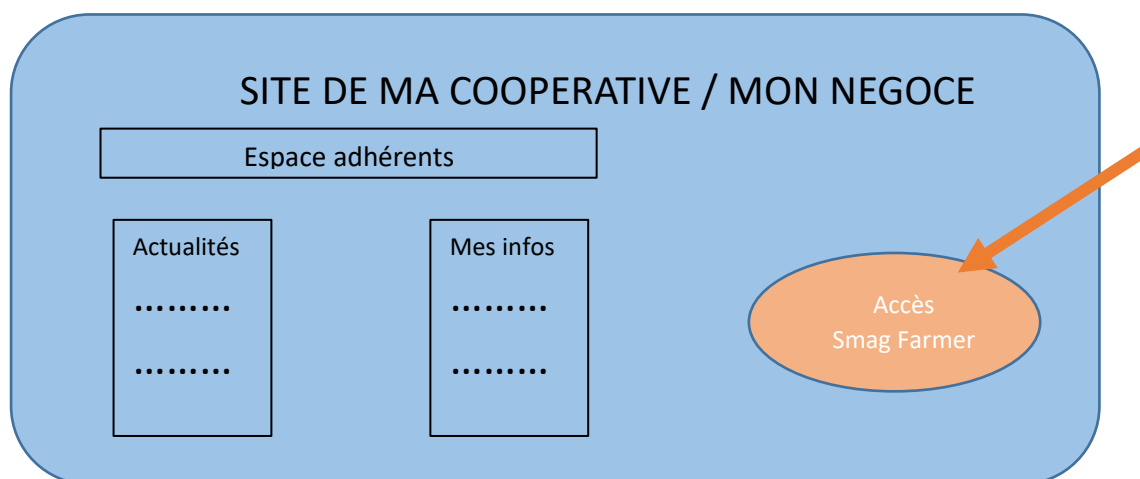 SITE DE MA COOPERATIVE / MON NEGOCE
Espace adhérents
Actualités
………
………
Mes infos
………
………
Accès
Smag Farmer